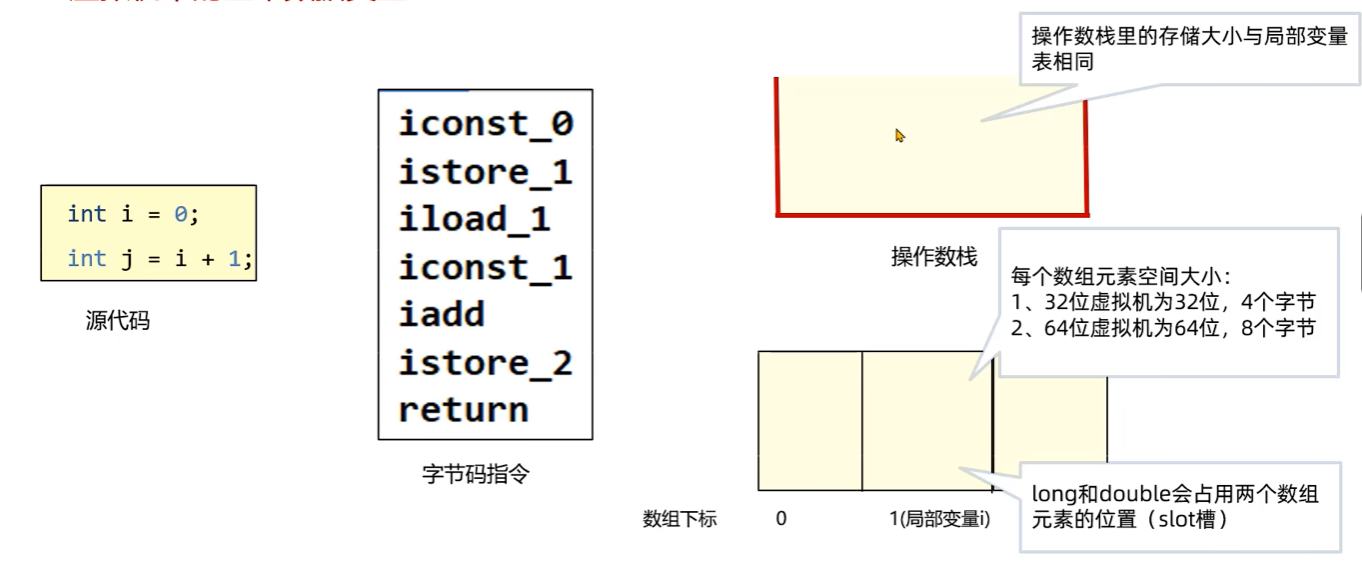 int i = 0;
int j = i + 1;
源代码
iconst_0
istore_1
iload_1
iconst_1
iadd
istore_2
return
字节码指令
操作数栈里的存储大小与局部变量
表相同
操作数栈
每个数组元素空间大小：
1、32位虚拟机为32位，4个字节
2、64位虚拟机为64位，8个字节
long和double会占用两个数组
元素的位置（slot槽）
数组下标 0 1(局部变量i)